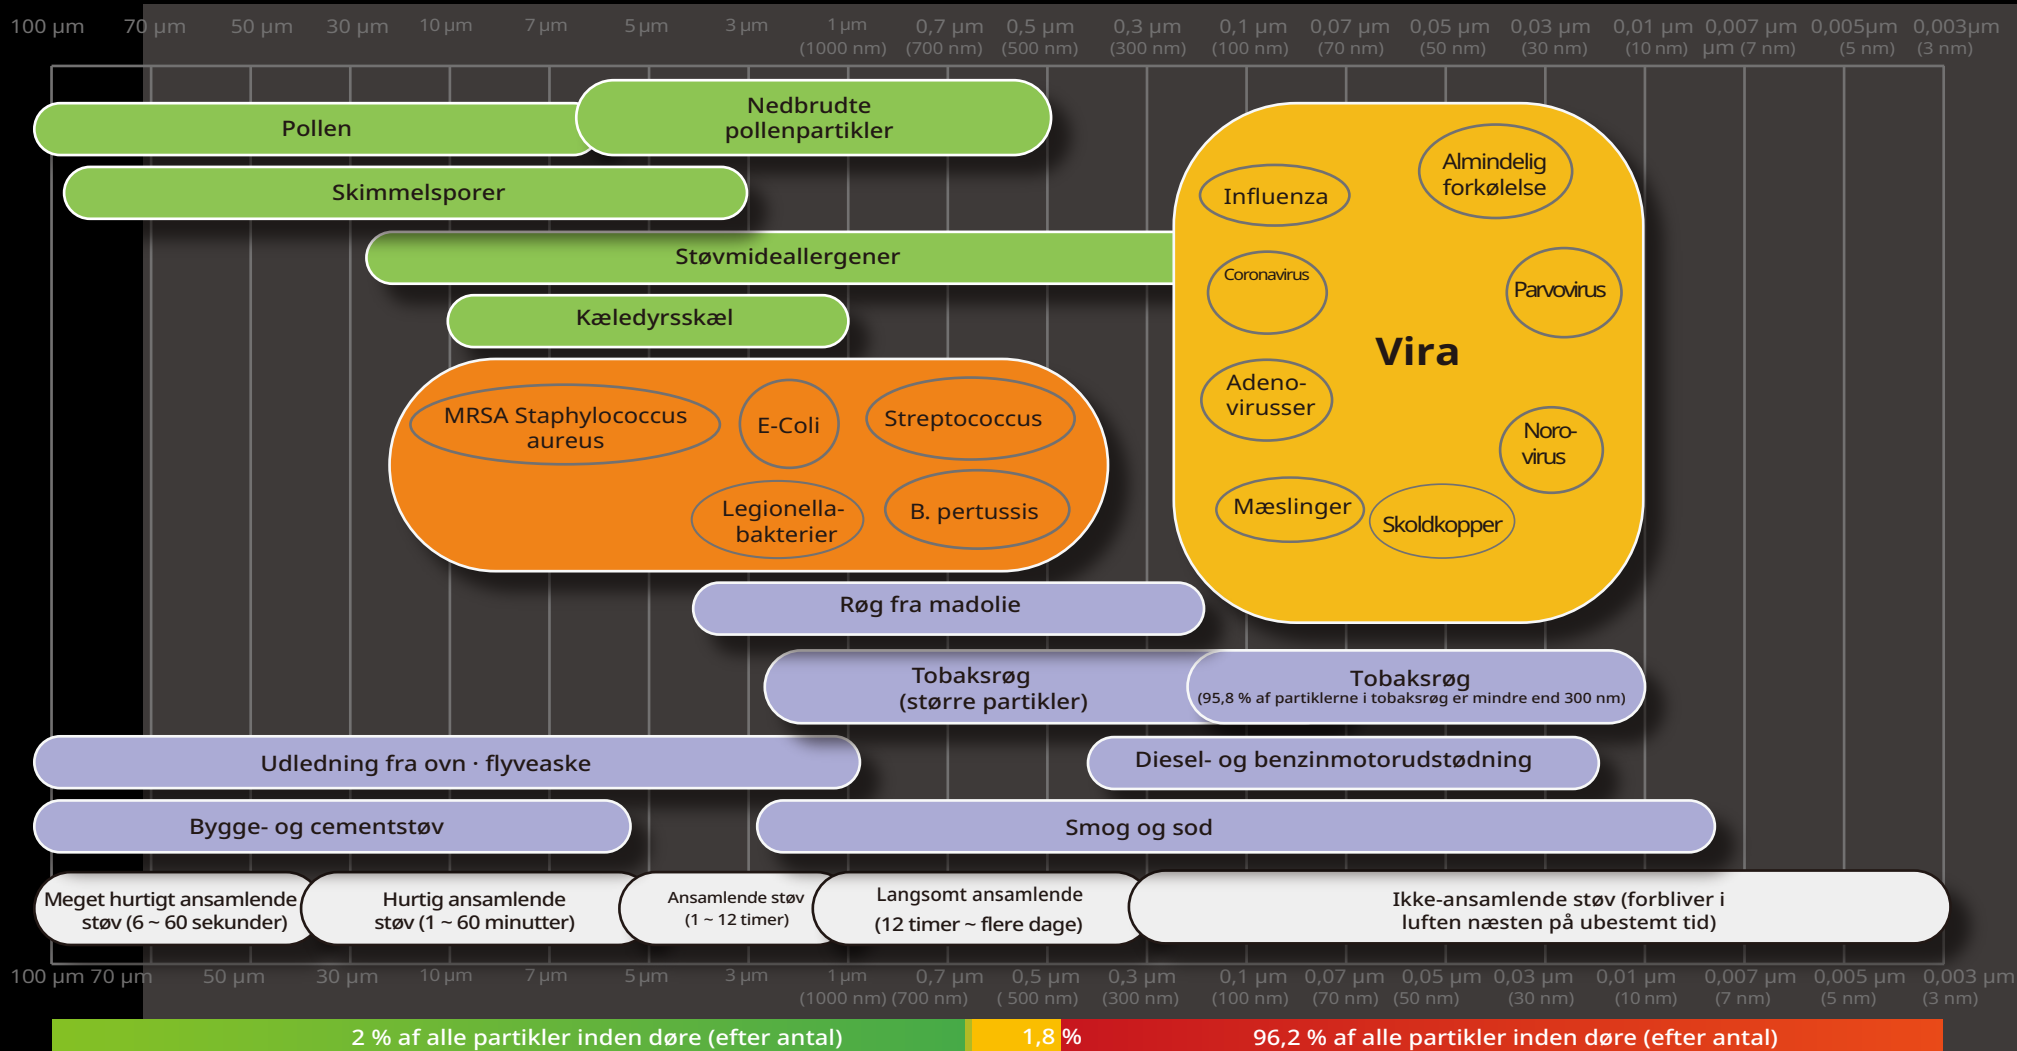 100 µm 70 µm 50 µm 30 µm 10 µm 7 µm 5 µm 3 µm 1 µm 0,7 µm 0,5 µm 0,3 µm 0,1 µm 0,07 µm 0,05 µm 0,03 µm 0,01 µm 0,007 µm 0,005µm 0,003µm
(1000 nm) (700 nm) (500 nm) (300 nm) (100 nm) (70 nm) (50 nm) (30 nm) (10 nm) µm (7 nm) (5 nm) (3 nm)
Pollen
Nedbrudte
pollenpartikler
Skimmelsporer
Støvmideallergener
Kæledyrsskæl
MRSA Staphylococcus
aureus
E-Coli
Streptococcus
Legionella-
bakterier
B. pertussis
Influenza
Almindelig
forkølelse
Coronavirus
Parvovirus
Vira
Adeno-
virusser
Noro-
virus
Mæslinger
Skoldkopper
Røg fra madolie
Tobaksrøg
(større partikler)
Tobaksrøg
(95,8 % af partiklerne i tobaksrøg er mindre end 300 nm)
Udledning fra ovn · flyveaske
Diesel- og benzinmotorudstødning
Bygge- og cementstøv
Smog og sod
Meget hurtigt ansamlende
støv (6 ~ 60 sekunder)
Hurtig ansamlende
støv (1 ~ 60 minutter)
Ansamlende støv
(1 ~ 12 timer)
Langsomt ansamlende
(12 timer ~ flere dage)
Ikke-ansamlende støv (forbliver i
luften næsten på ubestemt tid)
100 µm 70 µm 50 µm 30 µm 10 µm 7 µm 5 µm 3 µm 1 µm 0,7 µm 0,5 µm 0,3 µm 0,1 µm 0,07 µm 0,05 µm 0,03 µm 0,01 µm 0,007 µm 0,005 µm 0,003 µm
(1000 nm) (700 nm) ( 500 nm) (300 nm) (100 nm) (70 nm) (50 nm) (30 nm) (10 nm) (7 nm) (5 nm) (3 nm)
2 % af alle partikler inden døre (efter antal) 1,8 % 96,2 % af alle partikler inden døre (efter antal)